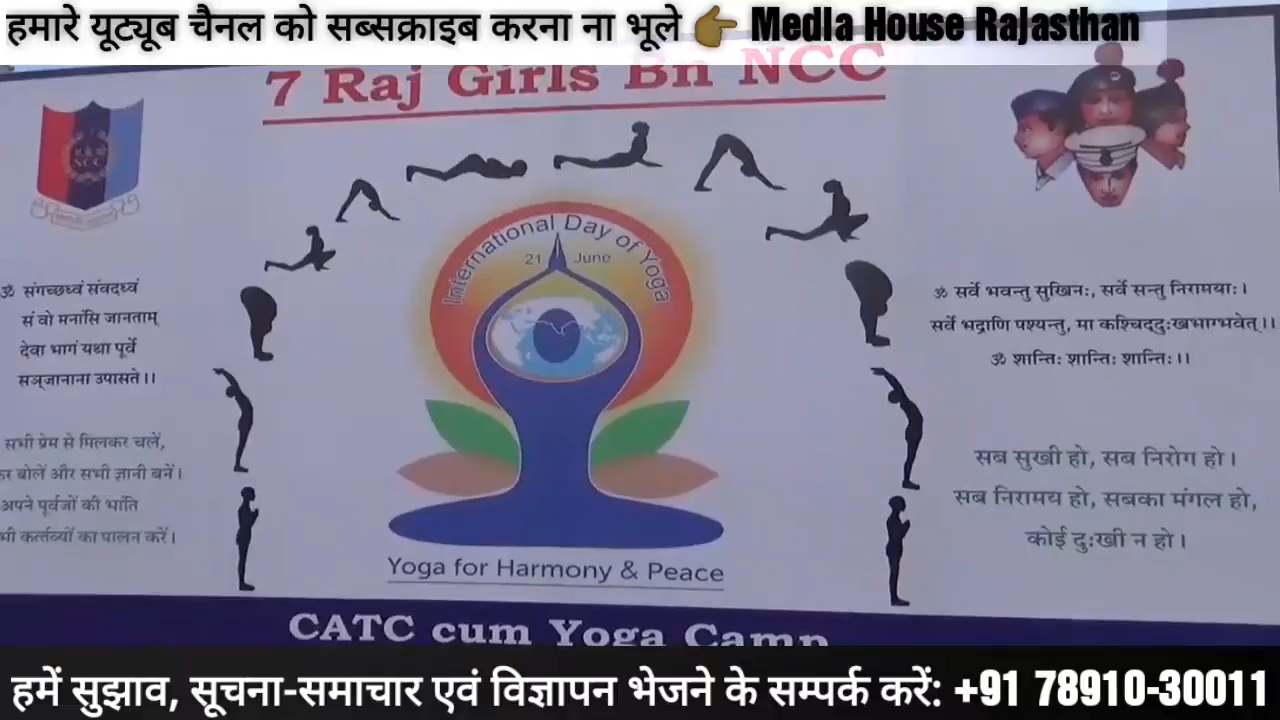 हमारे यूट्यूब चैनल को सब्सक्राइब करना ना भूले 👉 Media House Rajasthan
7 Raj Girls Bn NCC
NCC
International Day of Yoga
21 June
ॐ संगच्छध्वं संवदध्वं
सं वो मनांसि जानताम्
देवा भागं यथा पूर्वे
सञ्जानाना उपासते।।
सभी प्रेम से मिलकर चलें,
बोलें और सभी ज्ञानी बनें।
अपने पूर्वजों की भांति
कर्त्तव्यों का पालन करें।
ॐ सर्वे भवन्तु सुखिनः, सर्वे सन्तु निरामयाः।
सर्वे भद्राणि पश्यन्तु, मा कश्चिद्दुःखभाग्भवेत्।।
ॐ शान्तिः शान्तिः शान्तिः।।
सब सुखी हो, सब निरोग हो।
सब निरामय हो, सबका मंगल हो,
कोई दुःखी न हो।
Yoga for Harmony & Peace
CATC cum Yoga Camp
हमें सुझाव, सूचना-समाचार एवं विज्ञापन भेजने के सम्पर्क करें: +91 78910-30011